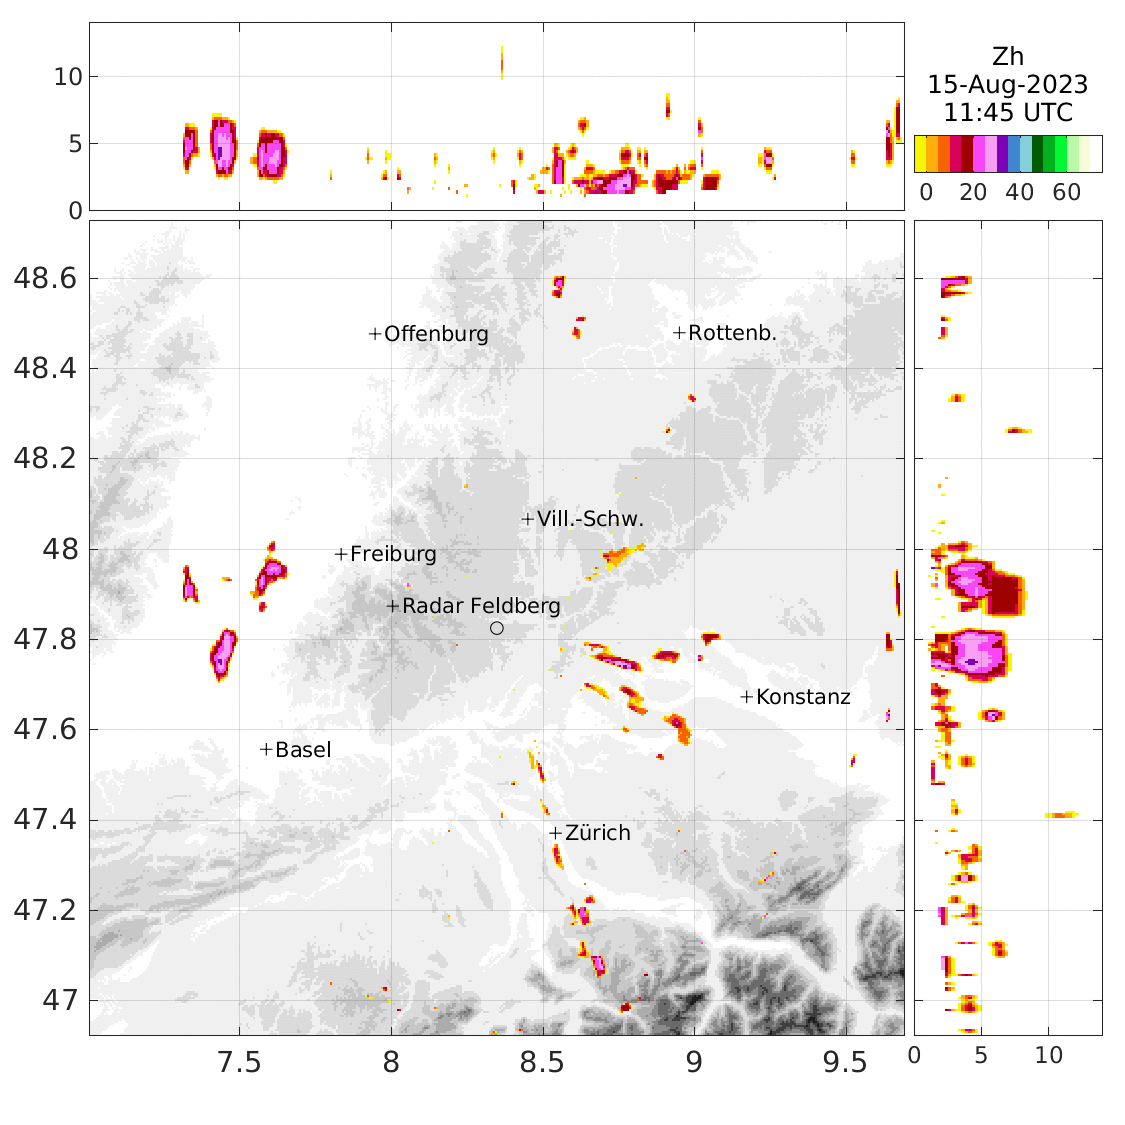 10
5
0
Zh
15-Aug-2023
11:45 UTC
0 20 40 60
48.6
48.4
48.2
48
47.8
47.6
47.4
47.2
47
+Offenburg
+Rottenb.
+Vill.-Schw.
+Freiburg
+Radar Feldberg
+Konstanz
+Basel
+Zürich
7.5 8 8.5 9 9.5
0 5 10